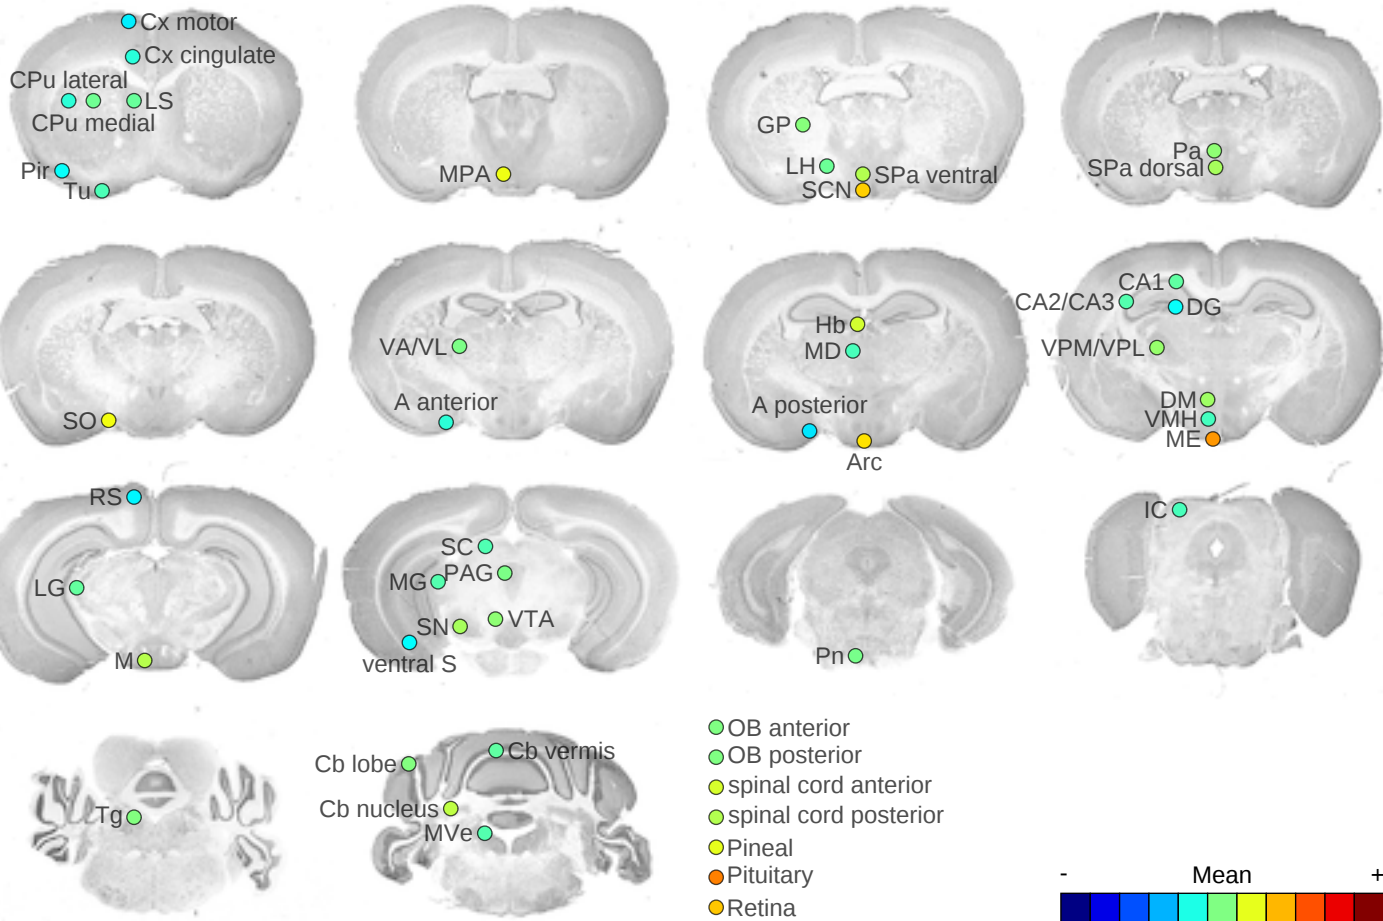 Cx motor
Cx cingulate
CPu lateral
LS
CPu medial
Pir
Tu
MPA
GP
LH
SPa ventral
SCN
Pa
SPa dorsal
SO
VA/VL
A anterior
Hb
MD
A posterior
Arc
CA1
CA2/CA3
DG
VPM/VPL
DM
VMH
ME
RS
LG
M
SC
PAG
MG
VTA
SN
ventral S
Pn
IC
Tg
Cb vermis
Cb lobe
Cb nucleus
MVe
OB anterior
OB posterior
spinal cord anterior
spinal cord posterior
Pineal
Pituitary
Retina
- Mean +